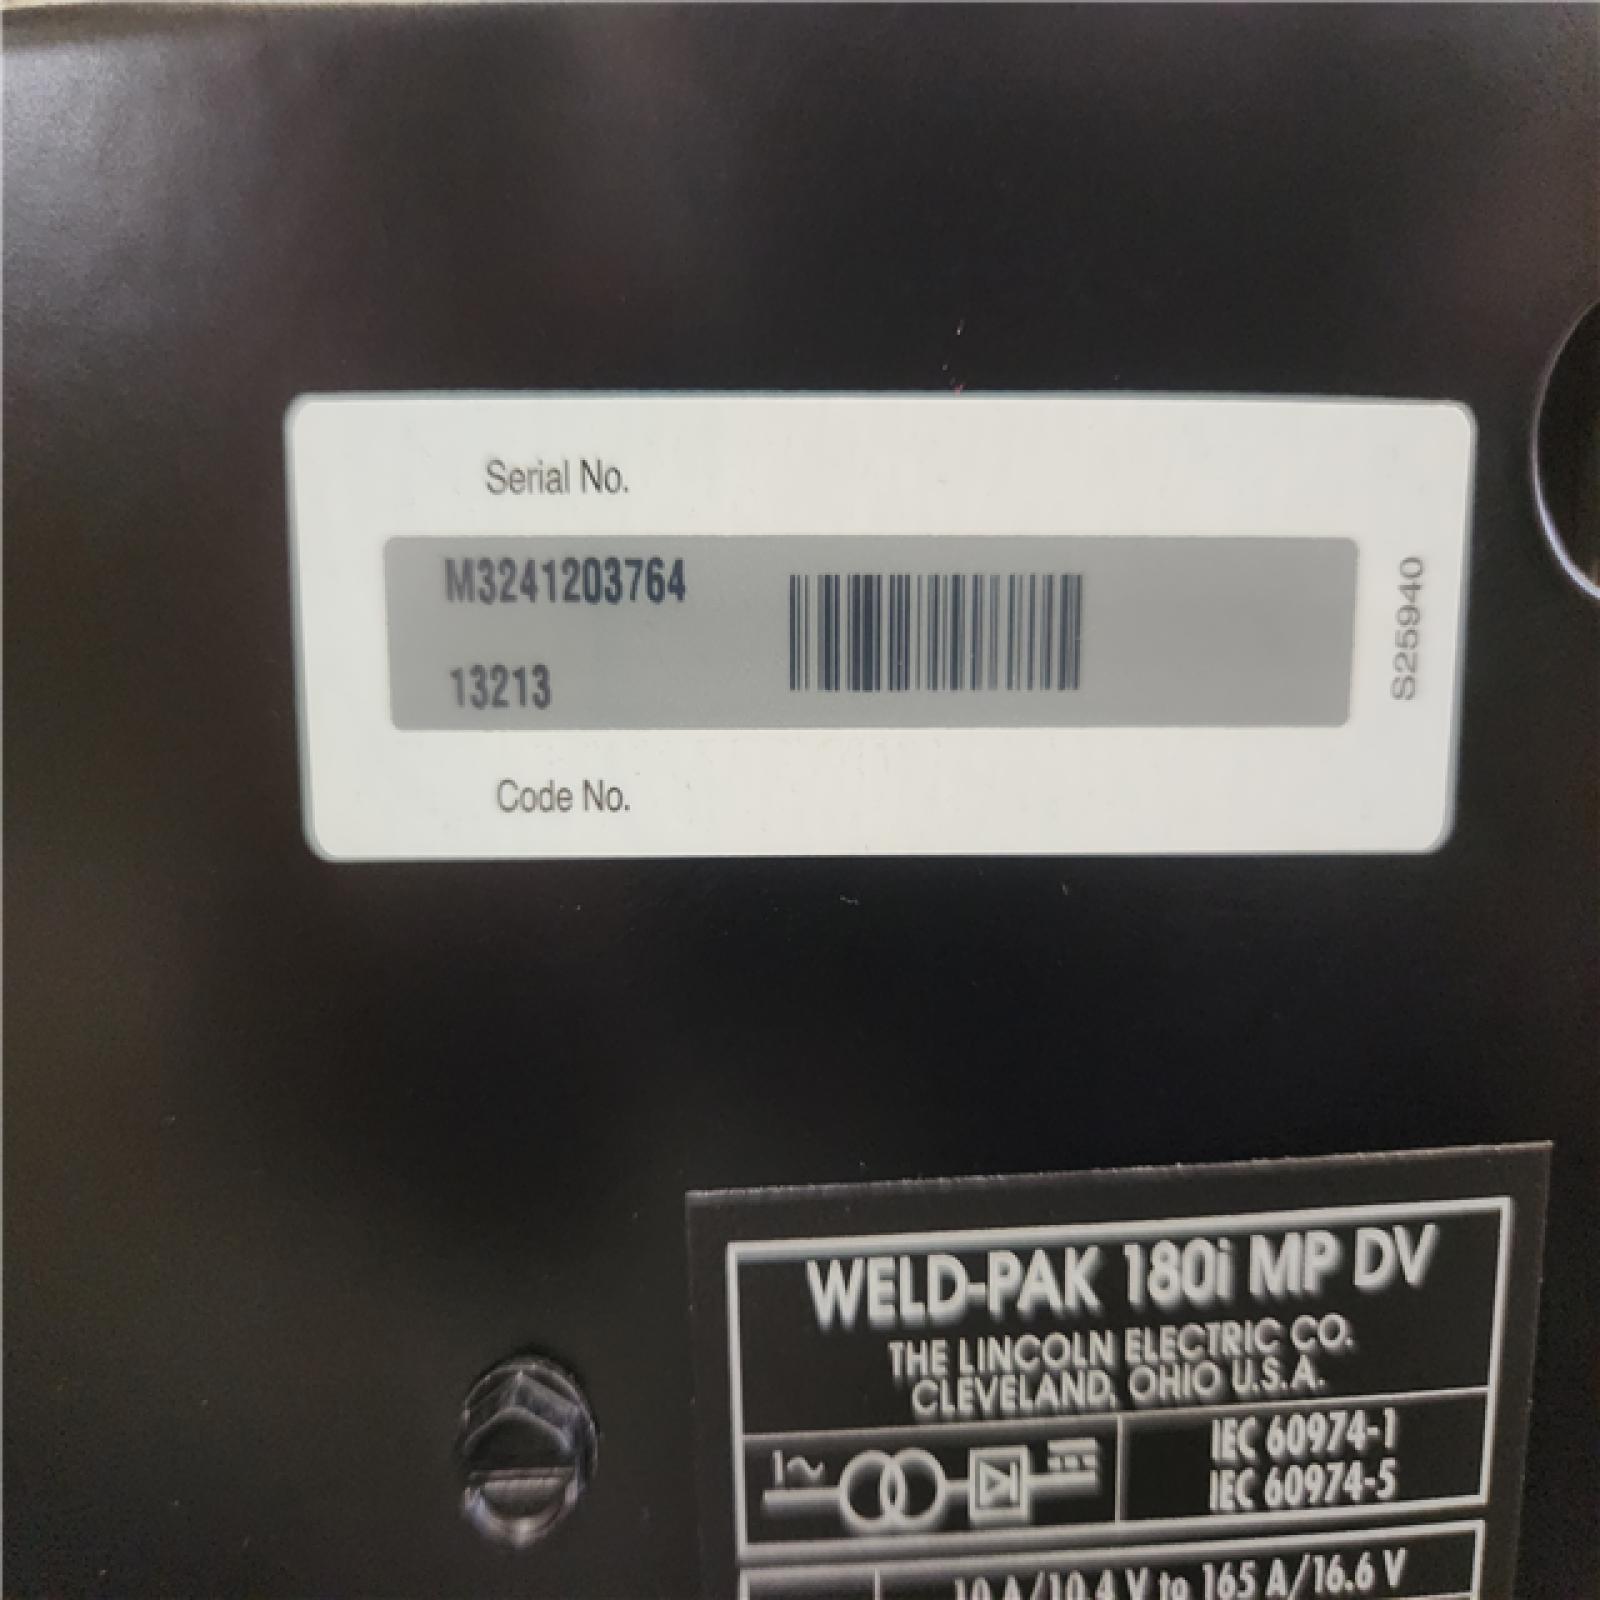 Serial No.
M3241203764
13213
Code No.
S25940
WELD-PAK 180i MP DV
THE LINCOLN ELECTRIC CO.
CLEVELAND, OHIO U.S.A.
1~
IEC 60974-1
IEC 60974-5
10 A/10.4 V to 165 A/16.6 V